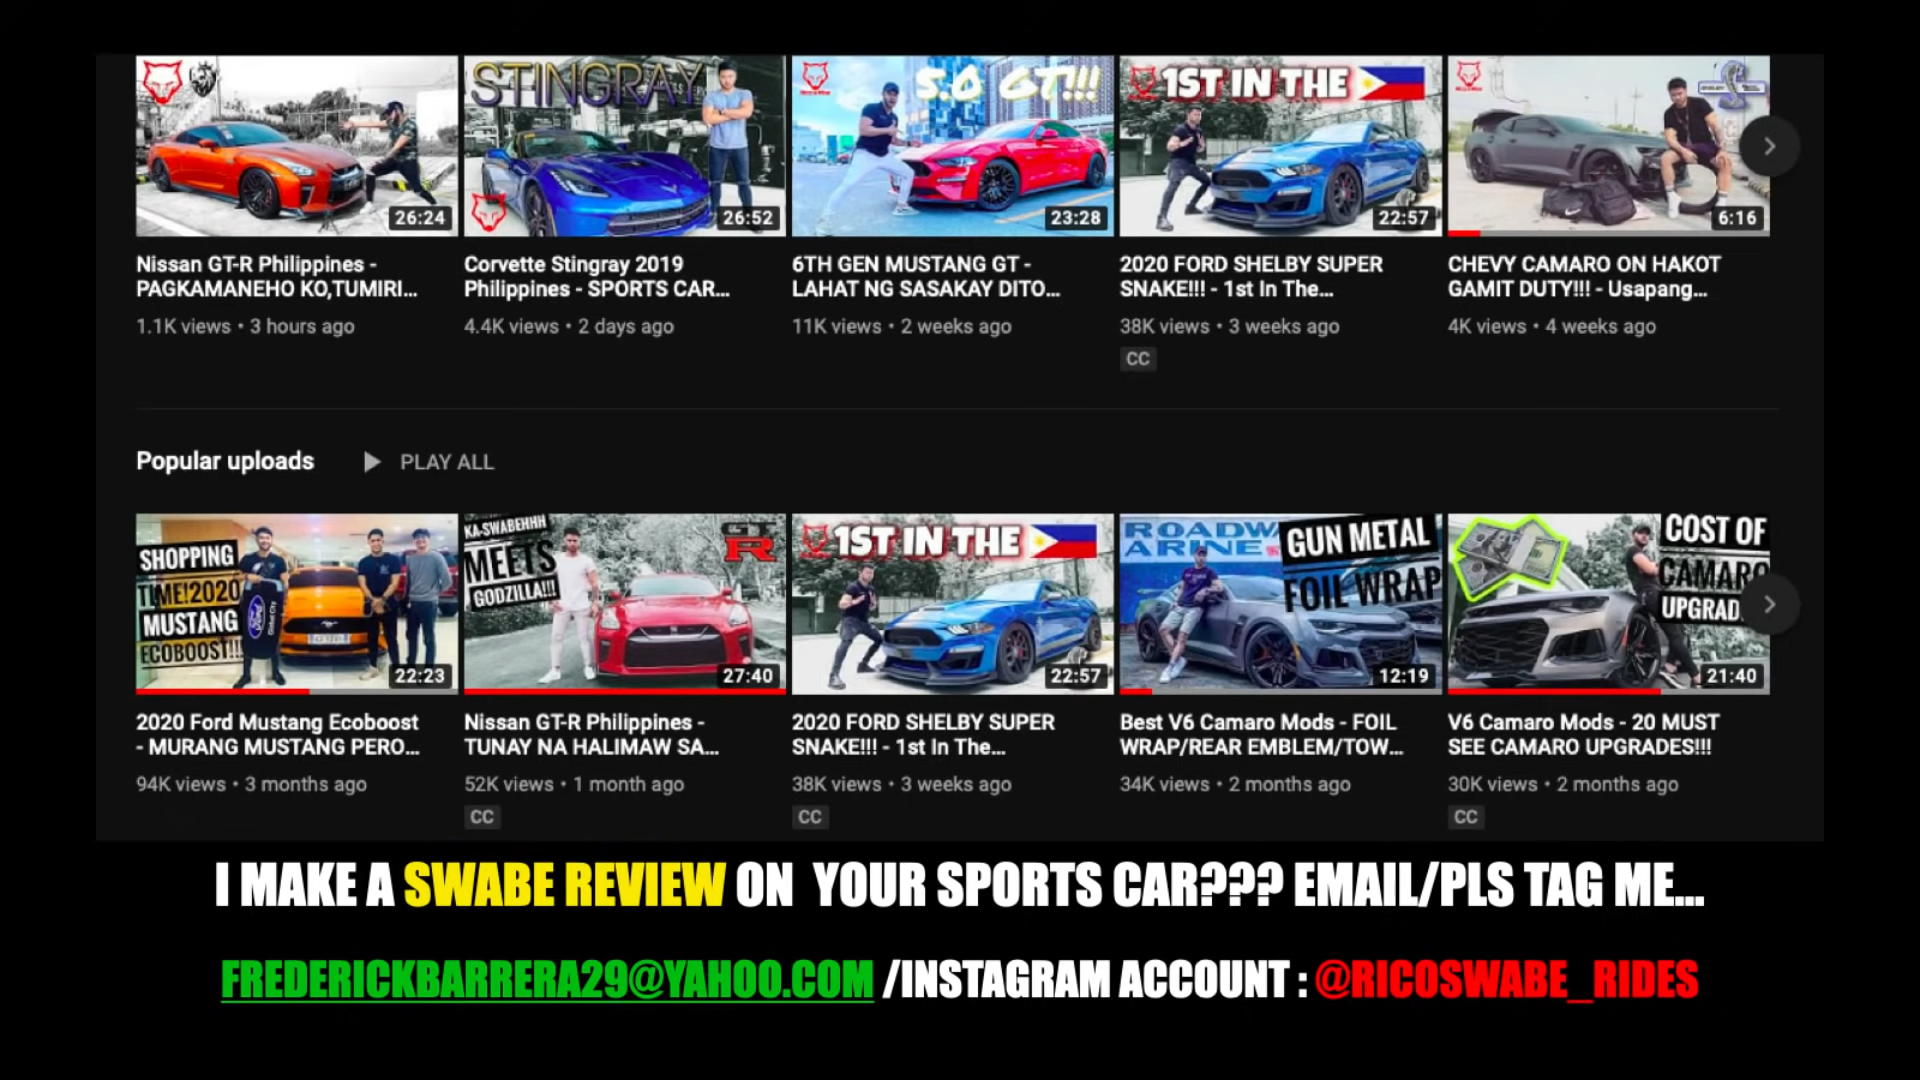 STINGRAY
5.0 GT!!!
1ST IN THE
26:24
26:52
23:28
22:57
6:16
Nissan GT-R Philippines -
PAGKAMANEHO KO,TUMIRI...
1.1K views • 3 hours ago
Corvette Stingray 2019
Philippines - SPORTS CAR...
4.4K views • 2 days ago
6TH GEN MUSTANG GT -
LAHAT NG SASAKAY DITO...
11K views • 2 weeks ago
2020 FORD SHELBY SUPER
SNAKE!!! - 1st In The...
38K views • 3 weeks ago
CC
CHEVY CAMARO ON HAKOT
GAMIT DUTY!!! - Usapang...
4K views • 4 weeks ago
Popular uploads
PLAY ALL
SHOPPING
TIME!2020
MUSTANG
ECOBOOST!!!
Ford
22:23
KA-SWABEHHH
MEETS
GODZILLA!!!
GT
R
27:40
1ST IN THE
22:57
ROADW
ARINE
GUN METAL
FOIL WRAP
12:19
COST OF
CAMARO
UPGRAD
21:40
2020 Ford Mustang Ecoboost
- MURANG MUSTANG PERO...
94K views • 3 months ago
Nissan GT-R Philippines -
TUNAY NA HALIMAW SA...
52K views • 1 month ago
CC
2020 FORD SHELBY SUPER
SNAKE!!! - 1st In The...
38K views • 3 weeks ago
CC
Best V6 Camaro Mods - FOIL
WRAP/REAR EMBLEM/TOW...
34K views • 2 months ago
V6 Camaro Mods - 20 MUST
SEE CAMARO UPGRADES!!!
30K views • 2 months ago
CC
I MAKE A SWABE REVIEW ON YOUR SPORTS CAR??? EMAIL/PLS TAG ME...
FREDERICKBARRERA29@YAHOO.COM /INSTAGRAM ACCOUNT : @RICOSWABE_RIDES